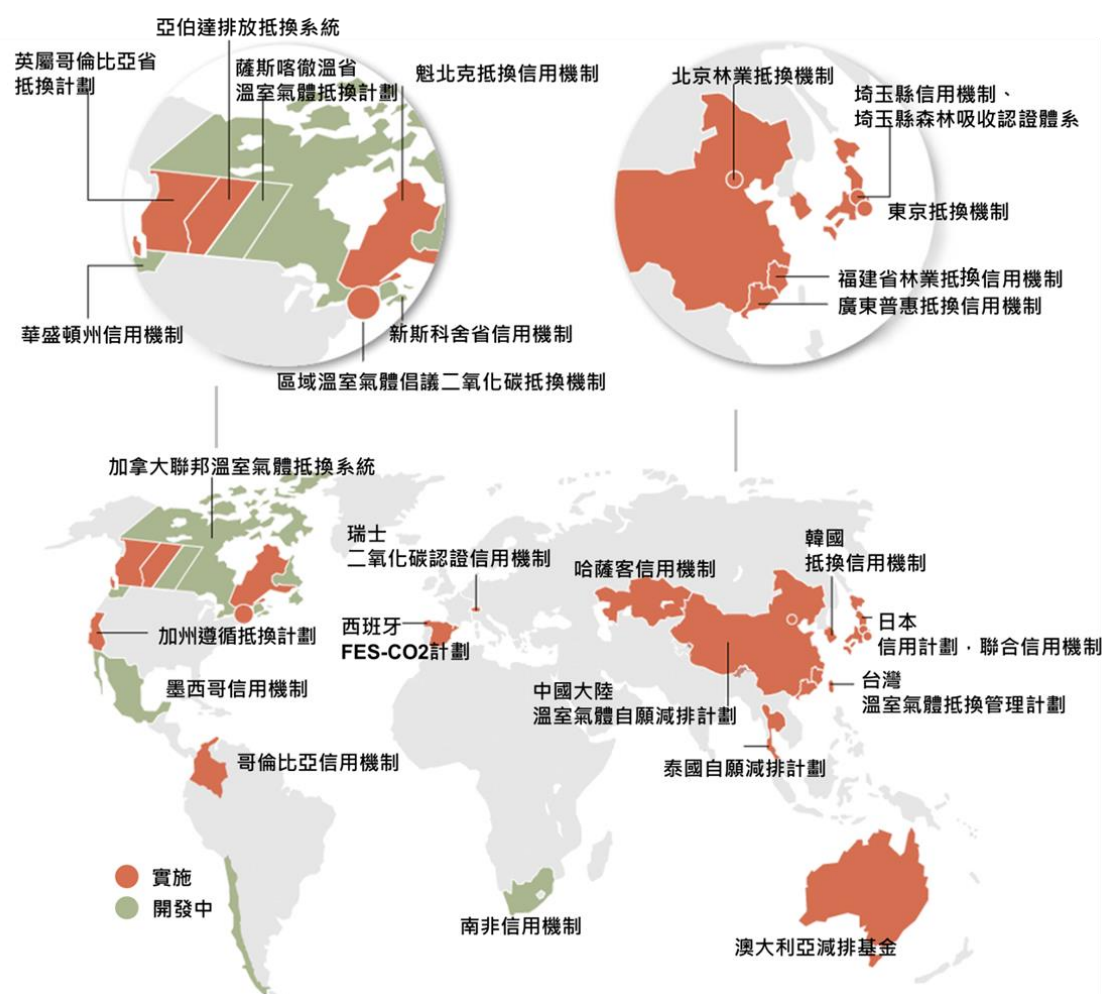 亞伯達排放抵換系統
英屬哥倫比亞省
抵換計劃
薩斯喀徹溫省
溫室氣體抵換計劃
魁北克抵換信用機制
華盛頓州信用機制
新斯科舍省信用機制
區域溫室氣體倡議二氧化碳抵換機制
北京林業抵換機制
埼玉縣信用機制、
埼玉縣森林吸收認證體系
東京抵換機制
福建省林業抵換信用機制
廣東普惠抵換信用機制
加拿大聯邦溫室氣體抵換系統
瑞士
二氧化碳認證信用機制
哈薩客信用機制
韓國
抵換信用機制
加州遵循抵換計劃
西班牙
FES-CO2計劃
日本
信用計劃，聯合信用機制
墨西哥信用機制
中國大陸
溫室氣體自願減排計劃
台灣
溫室氣體抵換管理計劃
哥倫比亞信用機制
泰國自願減排計劃
實施
開發中
南非信用機制
澳大利亞減排基金